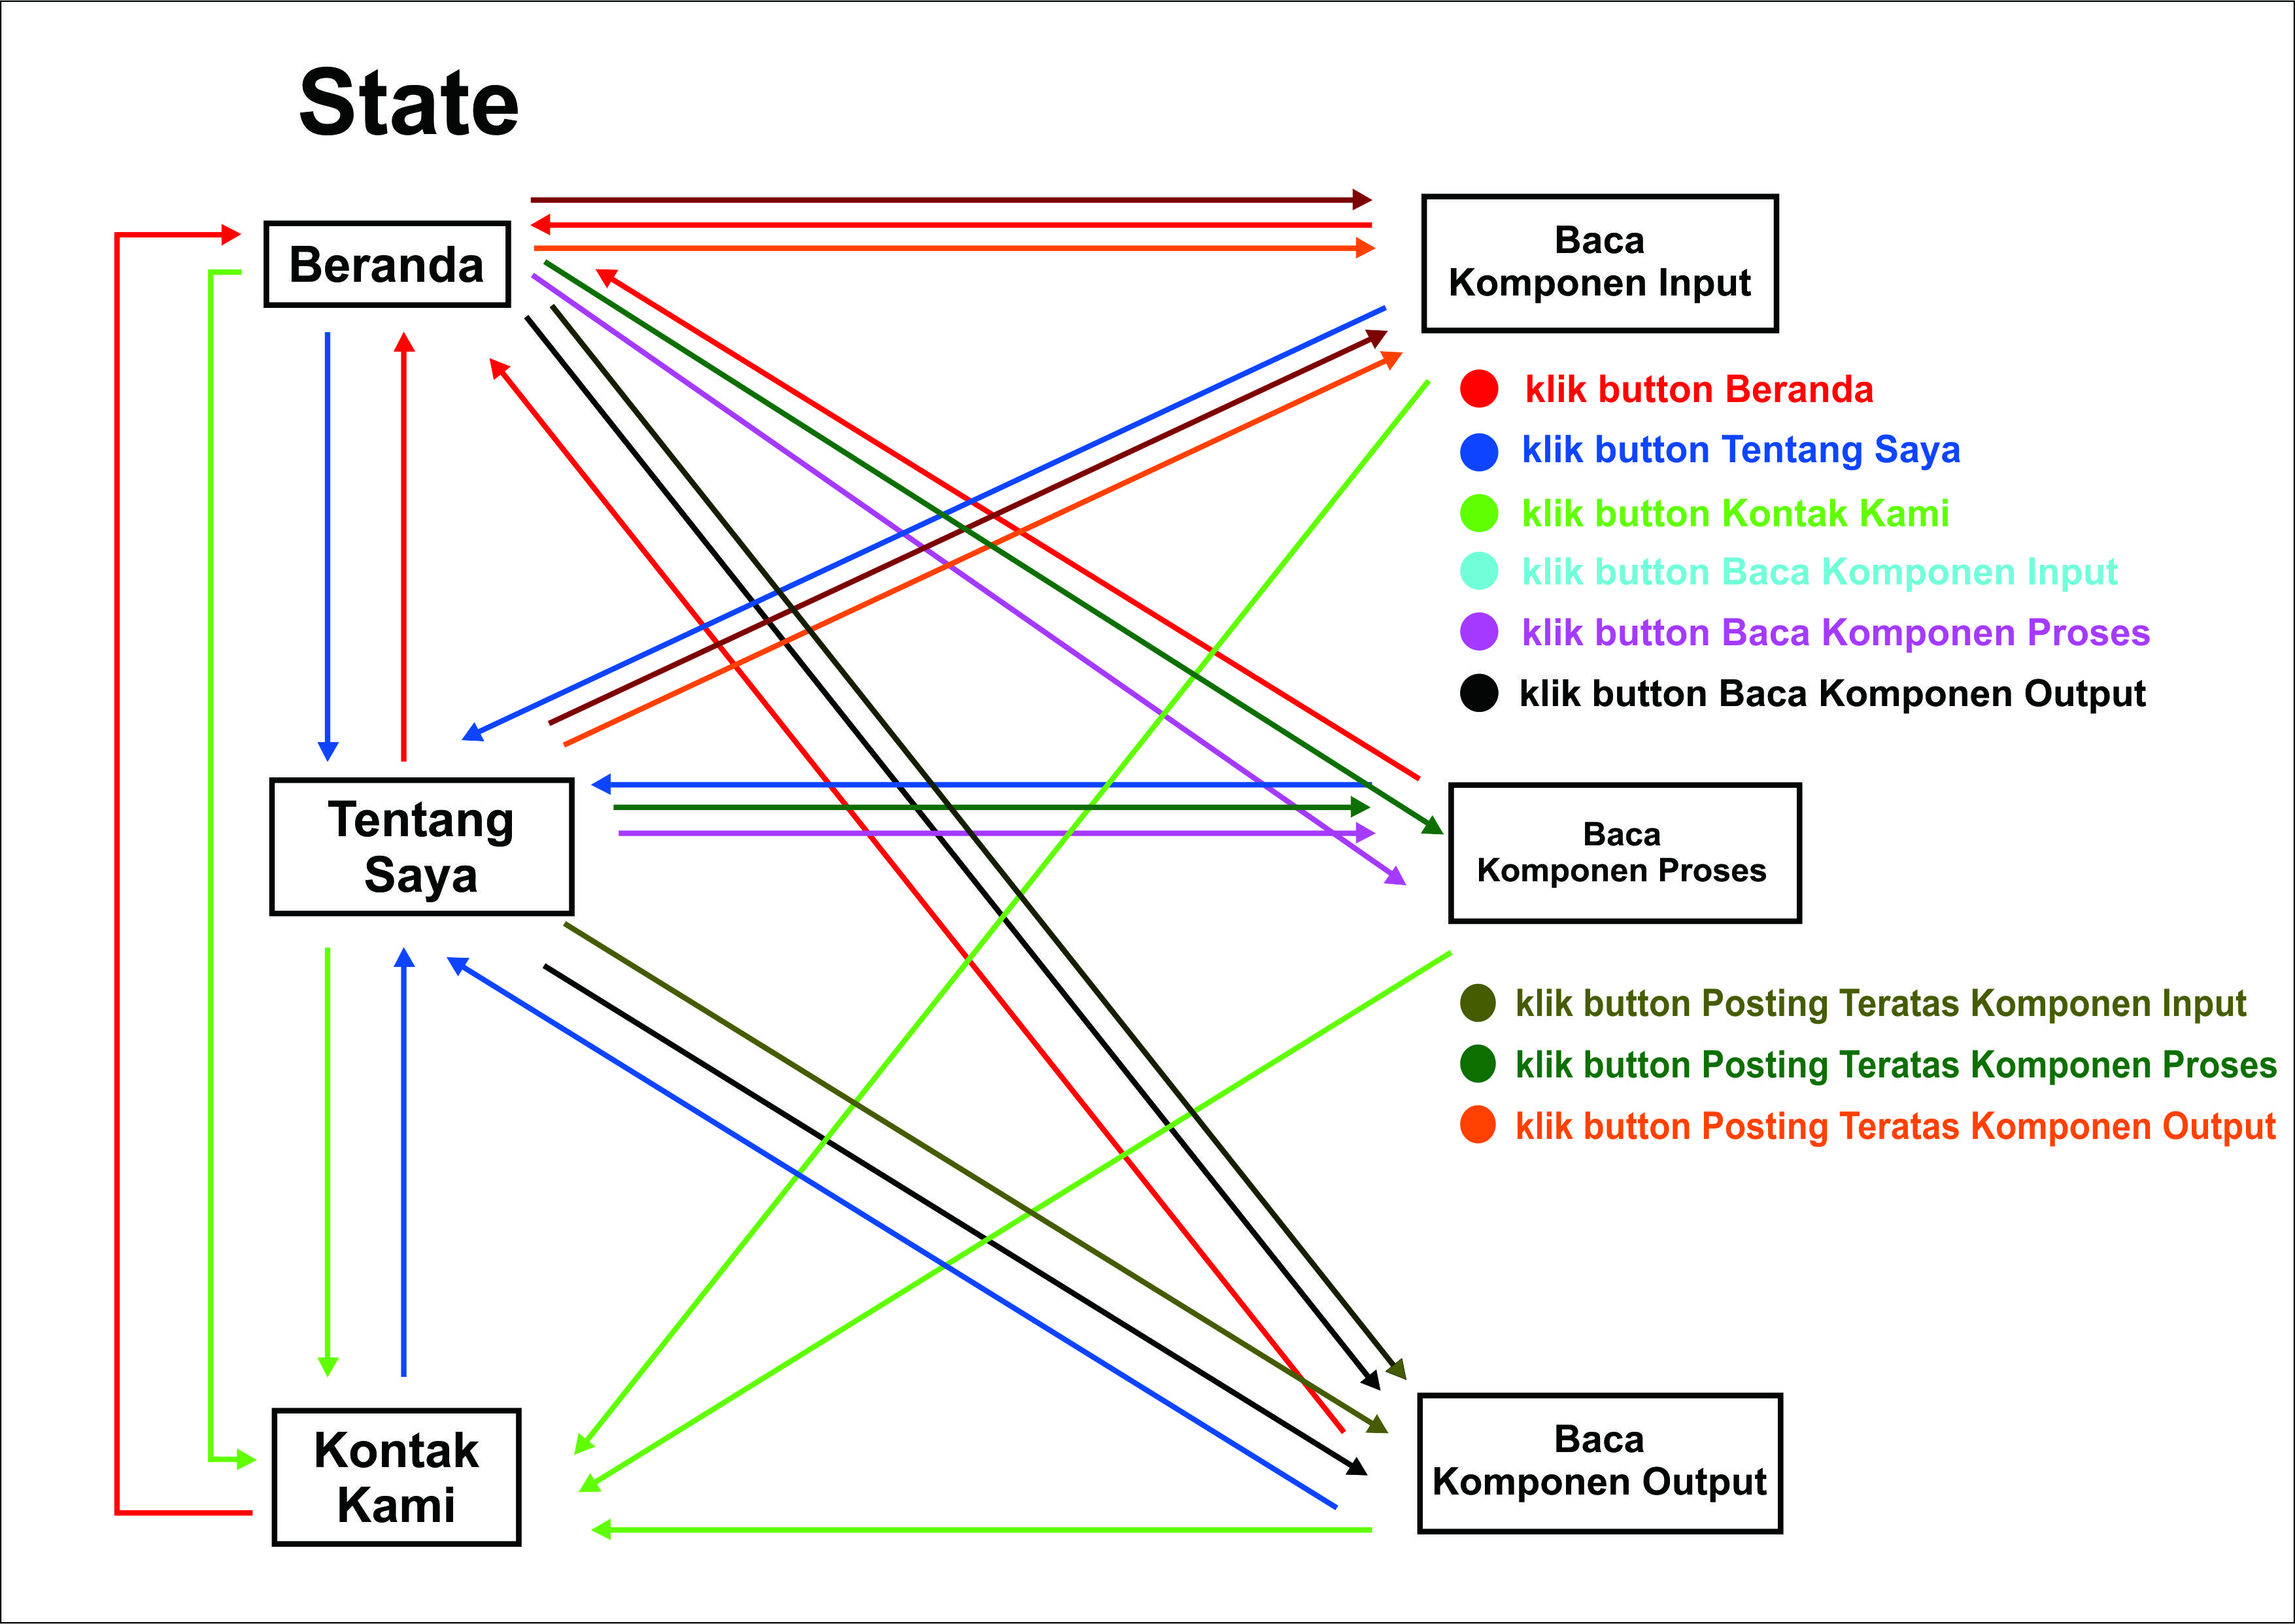 State
Beranda
Baca
Komponen Input
klik button Beranda
klik button Tentang Saya
klik button Kontak Kami
klik button Baca Komponen Input
klik button Baca Komponen Proses
klik button Baca Komponen Output
Tentang
Saya
Baca
Komponen Proses
klik button Posting Teratas Komponen Input
klik button Posting Teratas Komponen Proses
klik button Posting Teratas Komponen Output
Kontak
Kami
Baca
Komponen Output